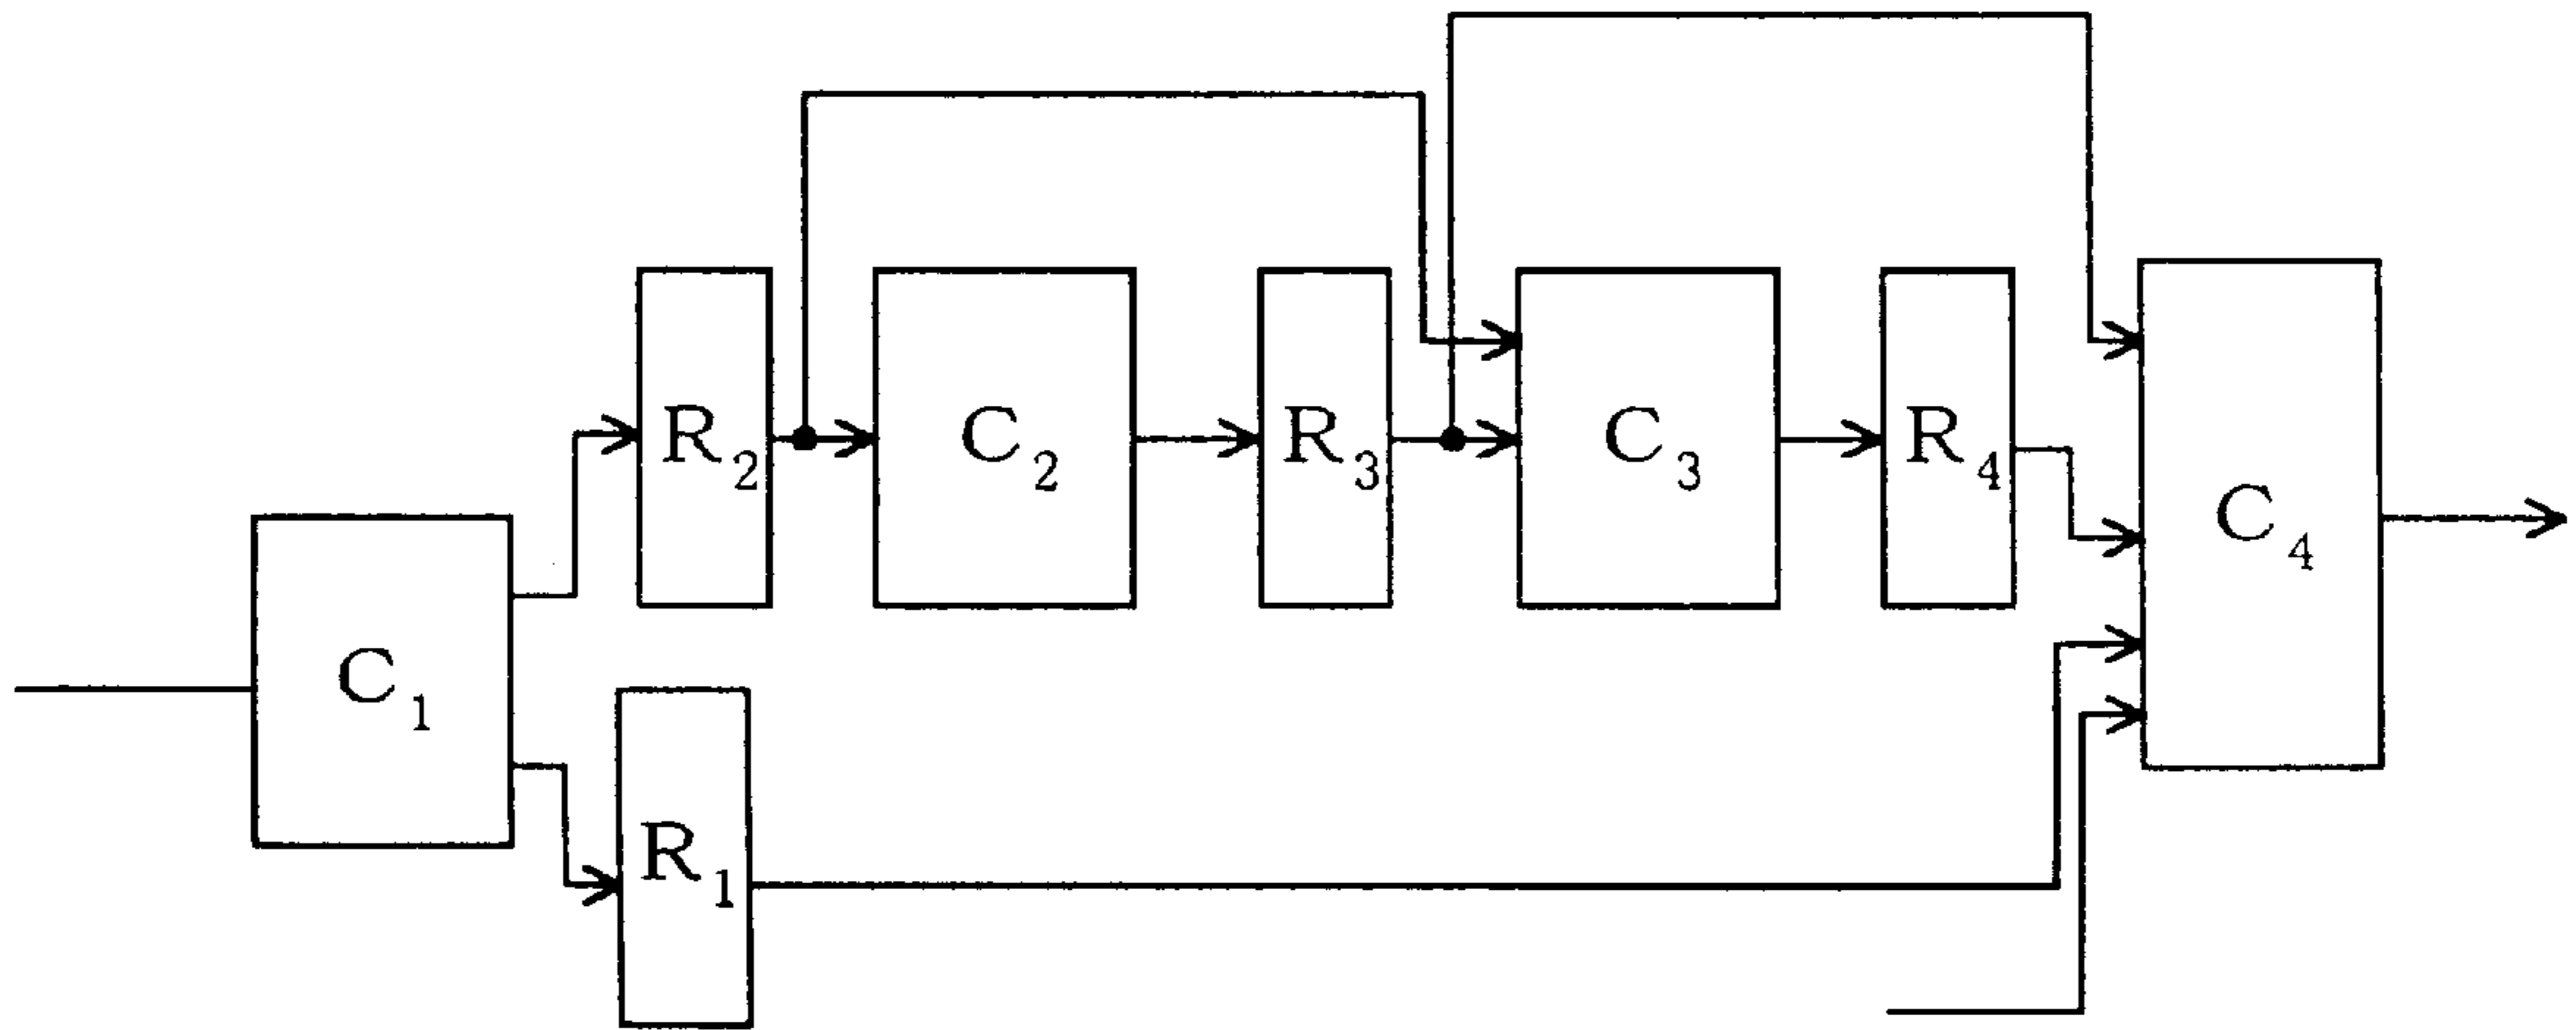 R₂
C₂
R₃
C₃
R₄
C₄
C₁
R₁